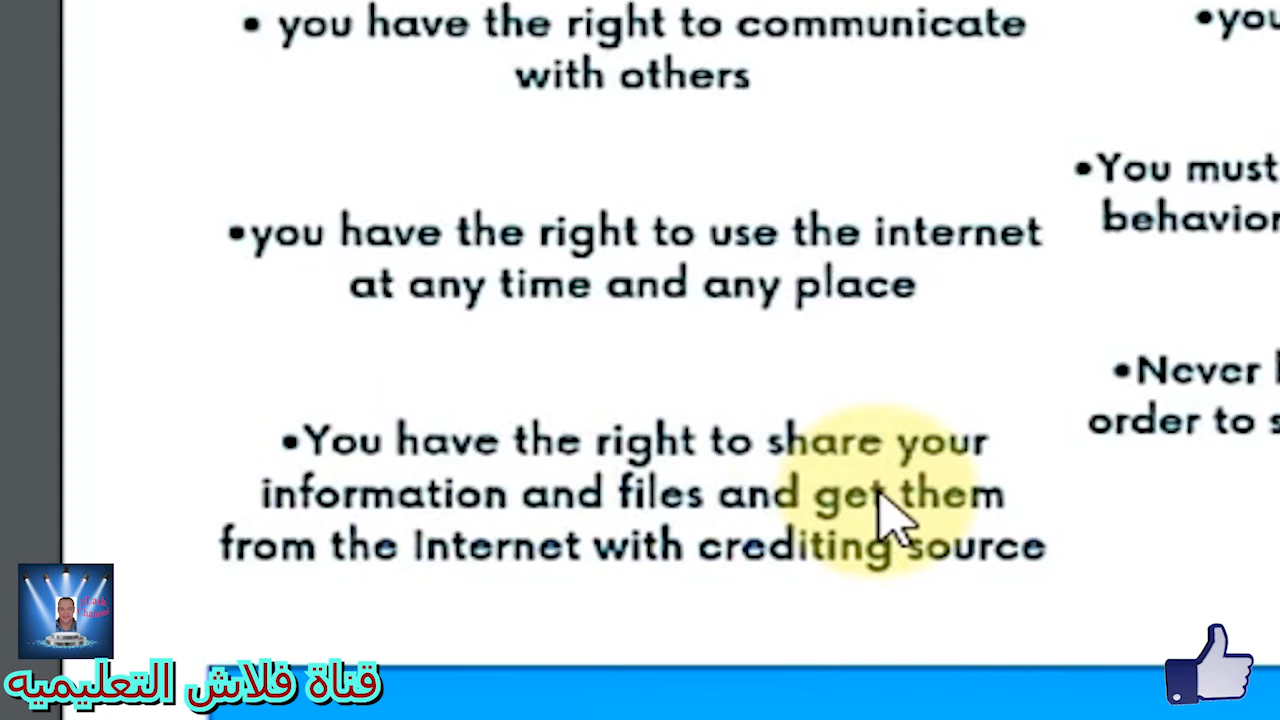 • you have the right to communicate
with others
•you have the right to use the internet
at any time and any place
•You have the right to share your
information and files and get them
from the Internet with crediting source
•you
•You must
behavior
•Never
order to s
قناة فلاش التعليميه